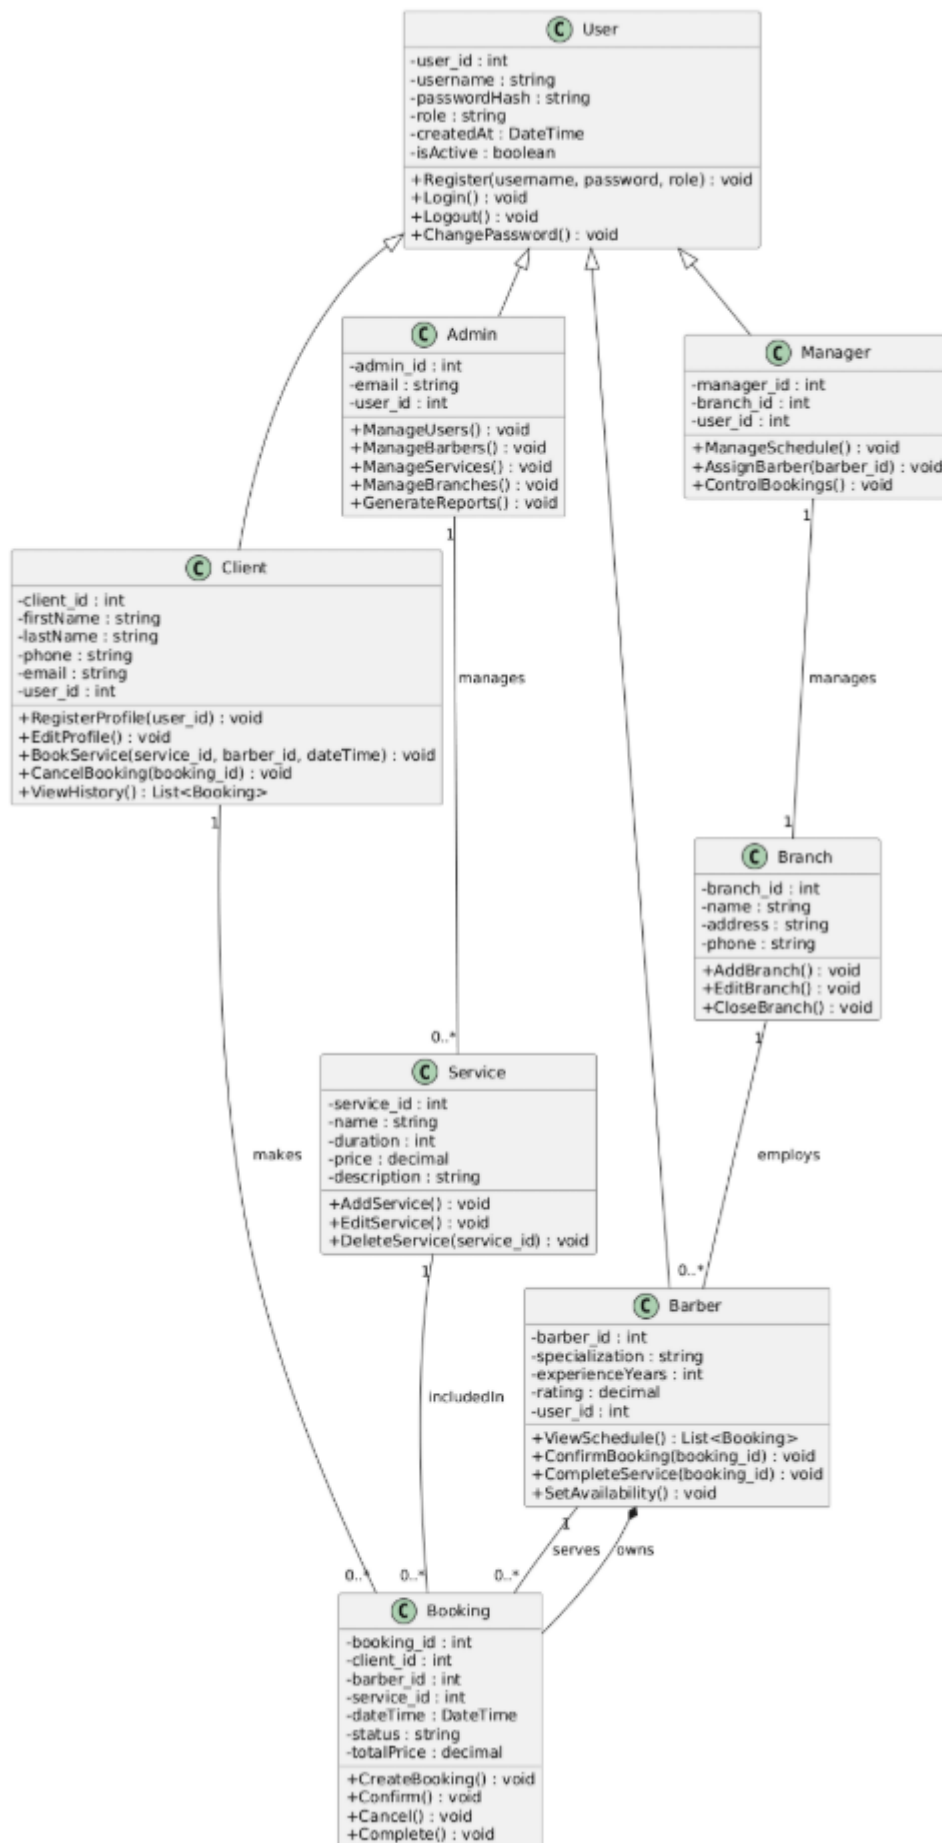 C User
-user_id : int
-username : string
-passwordHash : string
-role : string
-createdAt : DateTime
-isActive : boolean
+Register(username, password, role) : void
+Login() : void
+Logout() : void
+ChangePassword() : void
C Admin
-admin_id : int
-email : string
-user_id : int
+ManageUsers() : void
+ManageBarbers() : void
+ManageServices() : void
+ManageBranches() : void
+GenerateReports() : void
1
C Manager
-manager_id : int
-branch_id : int
-user_id : int
+ManageSchedule() : void
+AssignBarber(barber_id) : void
+ControlBookings() : void
1
C Client
-client_id : int
-firstName : string
-lastName : string
-phone : string
-email : string
-user_id : int
+RegisterProfile(user_id) : void
+EditProfile() : void
+BookService(service_id, barber_id, dateTime) : void
+CancelBooking(booking_id) : void
+ViewHistory() : List<Booking>
1
manages
manages
1
C Branch
-branch_id : int
-name : string
-address : string
-phone : string
+AddBranch() : void
+EditBranch() : void
+CloseBranch() : void
1
0..*
C Service
-service_id : int
-name : string
-duration : int
-price : decimal
-description : string
+AddService() : void
+EditService() : void
+DeleteService(service_id) : void
1
makes
employs
0..*
C Barber
-barber_id : int
-specialization : string
-experienceYears : int
-rating : decimal
-user_id : int
+ViewSchedule() : List<Booking>
+ConfirmBooking(booking_id) : void
+CompleteService(booking_id) : void
+SetAvailability() : void
1
includedIn
serves
owns
0..*
0..*
0..*
C Booking
-booking_id : int
-client_id : int
-barber_id : int
-service_id : int
-dateTime : DateTime
-status : string
-totalPrice : decimal
+CreateBooking() : void
+Confirm() : void
+Cancel() : void
+Complete() : void